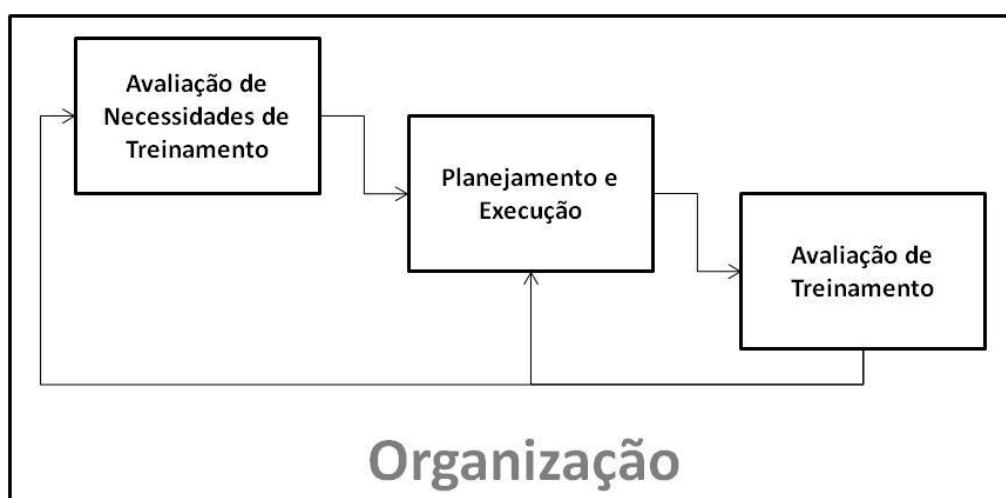 Avaliação de
Necessidades de
Treinamento
Planejamento e
Execução
Avaliação de
Treinamento
Organização